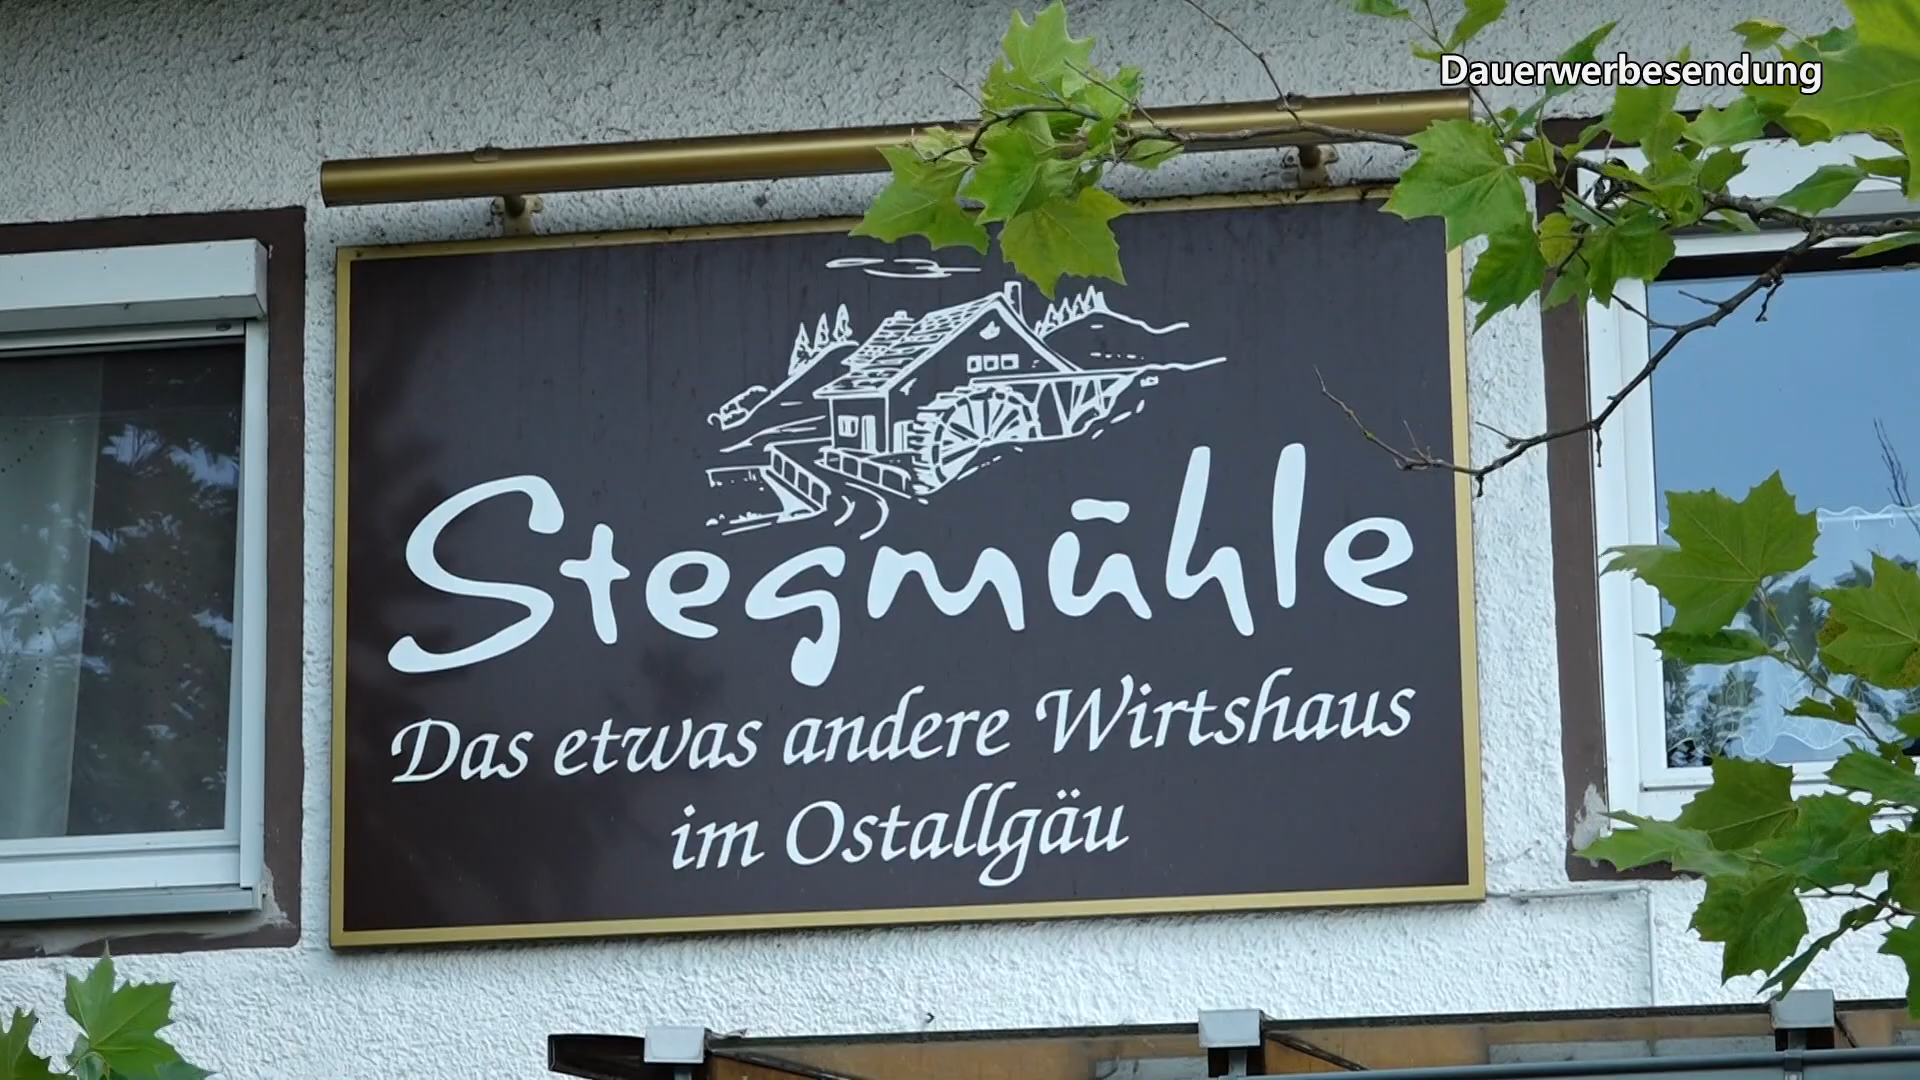 Dauerwerbesendung
Stegmühle
Das etwas andere Wirtshaus
im Ostallgäu